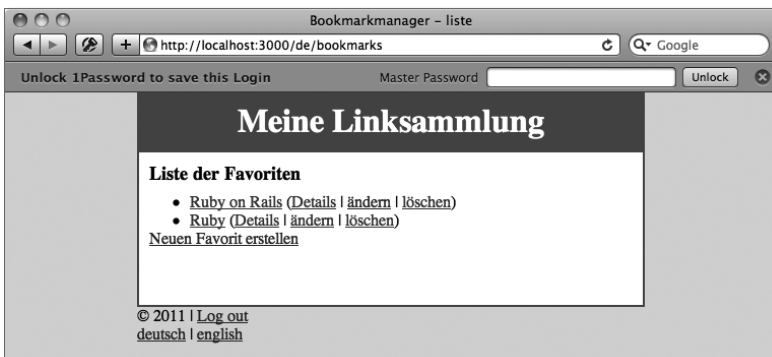 Bookmarkmanager – liste
http://localhost:3000/de/bookmarks
Google
Unlock 1Password to save this Login Master Password Unlock
Meine Linksammlung
Liste der Favoriten
• Ruby on Rails (Details | ändern | löschen)
• Ruby (Details | ändern | löschen)
Neuen Favorit erstellen
© 2011 | Log out
deutsch | english